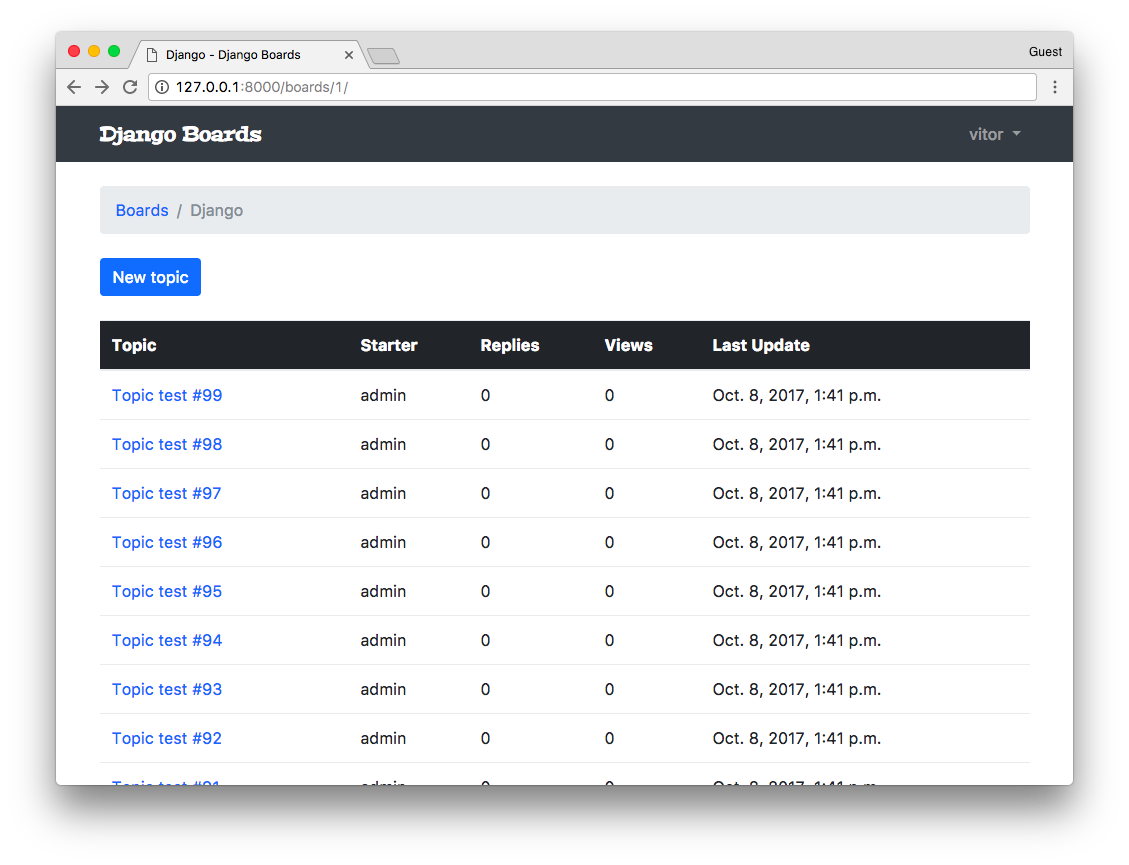 Django - Django Boards
Guest
127.0.0.1:8000/boards/1/
Django Boards
vitor
Boards / Django
New topic
Topic Starter Replies Views Last Update
Topic test #99 admin 0 0 Oct. 8, 2017, 1:41 p.m.
Topic test #98 admin 0 0 Oct. 8, 2017, 1:41 p.m.
Topic test #97 admin 0 0 Oct. 8, 2017, 1:41 p.m.
Topic test #96 admin 0 0 Oct. 8, 2017, 1:41 p.m.
Topic test #95 admin 0 0 Oct. 8, 2017, 1:41 p.m.
Topic test #94 admin 0 0 Oct. 8, 2017, 1:41 p.m.
Topic test #93 admin 0 0 Oct. 8, 2017, 1:41 p.m.
Topic test #92 admin 0 0 Oct. 8, 2017, 1:41 p.m.